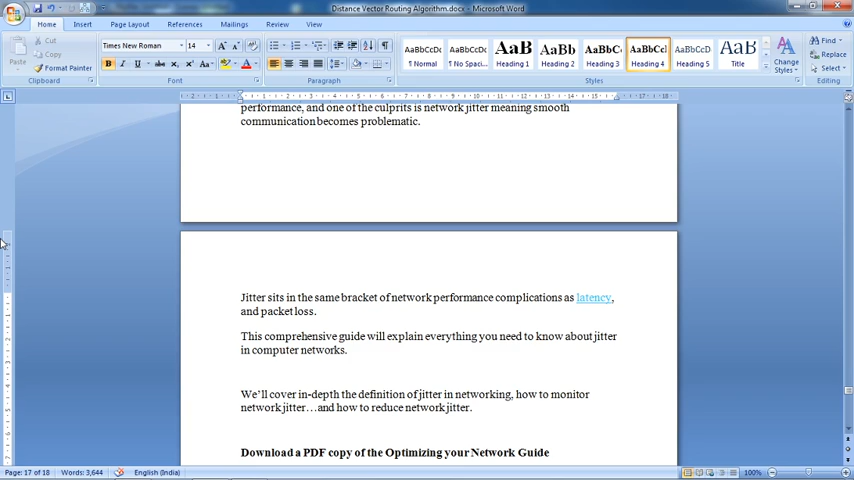 Distance Vector Routing Algorithm.docx - Microsoft Word
Home Insert Page Layout References Mailings Review View
Paste Cut Copy Format Painter Clipboard
Times New Roman 14 Font
Paragraph
AaBbCcDc AaBbCcDc AaBbC AaBbC AaBbCc AaBbCcI AaBbCcD AaB
¶ Normal ¶ No Spaci... Heading 1 Heading 2 Heading 3 Heading 4 Heading 5 Title
Change Styles
Styles
Find Replace Select Editing
performance, and one of the culprits is network jitter meaning smooth
communication becomes problematic.
Jitter sits in the same bracket of network performance complications as latency,
and packet loss.
This comprehensive guide will explain everything you need to know about jitter
in computer networks.
We’ll cover in-depth the definition of jitter in networking, how to monitor
network jitter…and how to reduce network jitter.
Download a PDF copy of the Optimizing your Network Guide
Page: 17 of 18 Words: 3,644 English (India) 100%